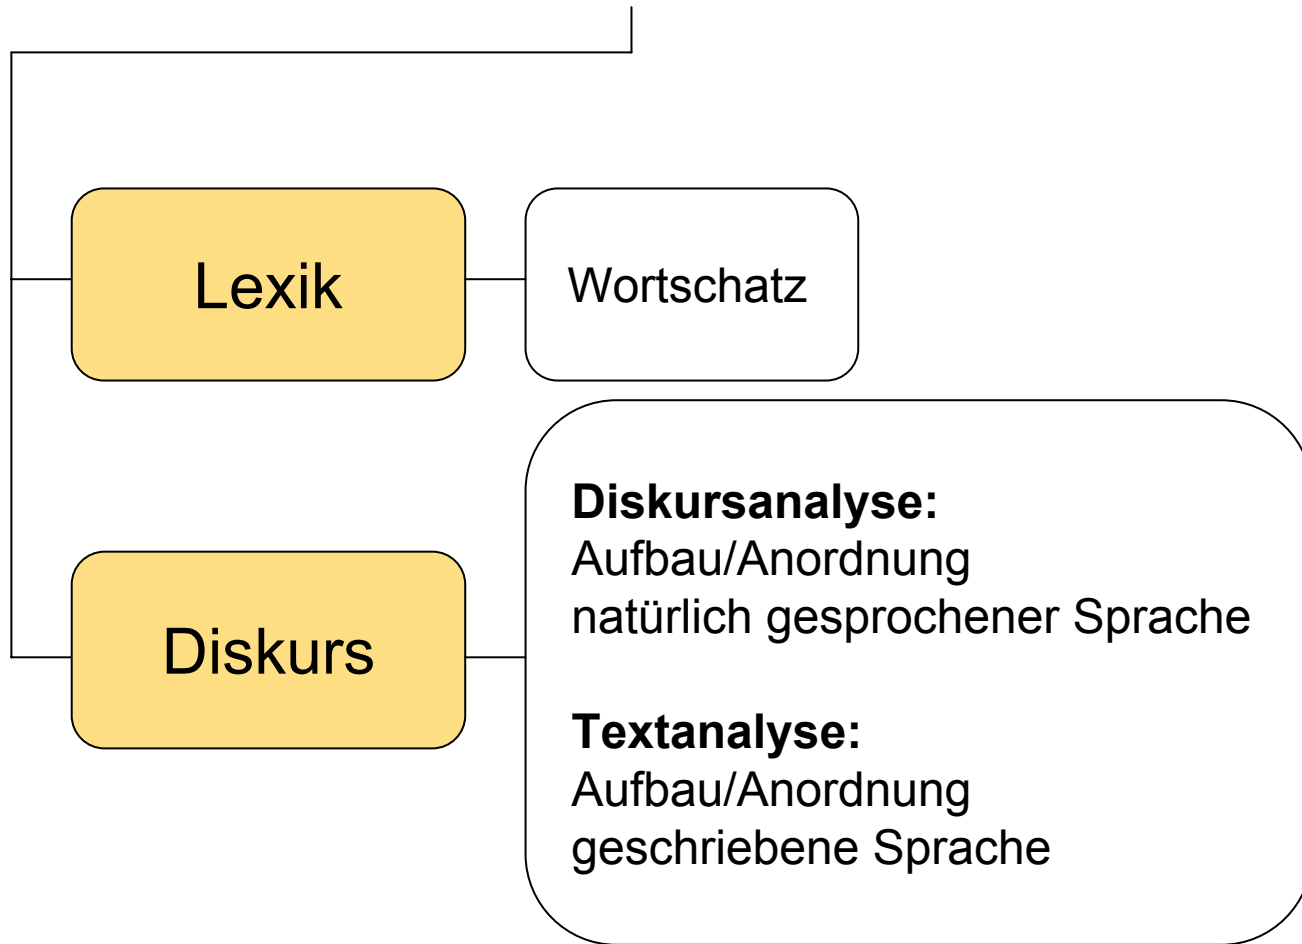 Lexik
Wortschatz
Diskurs
Diskursanalyse:
Aufbau/Anordnung
natürlich gesprochener Sprache
Textanalyse:
Aufbau/Anordnung
geschriebene Sprache